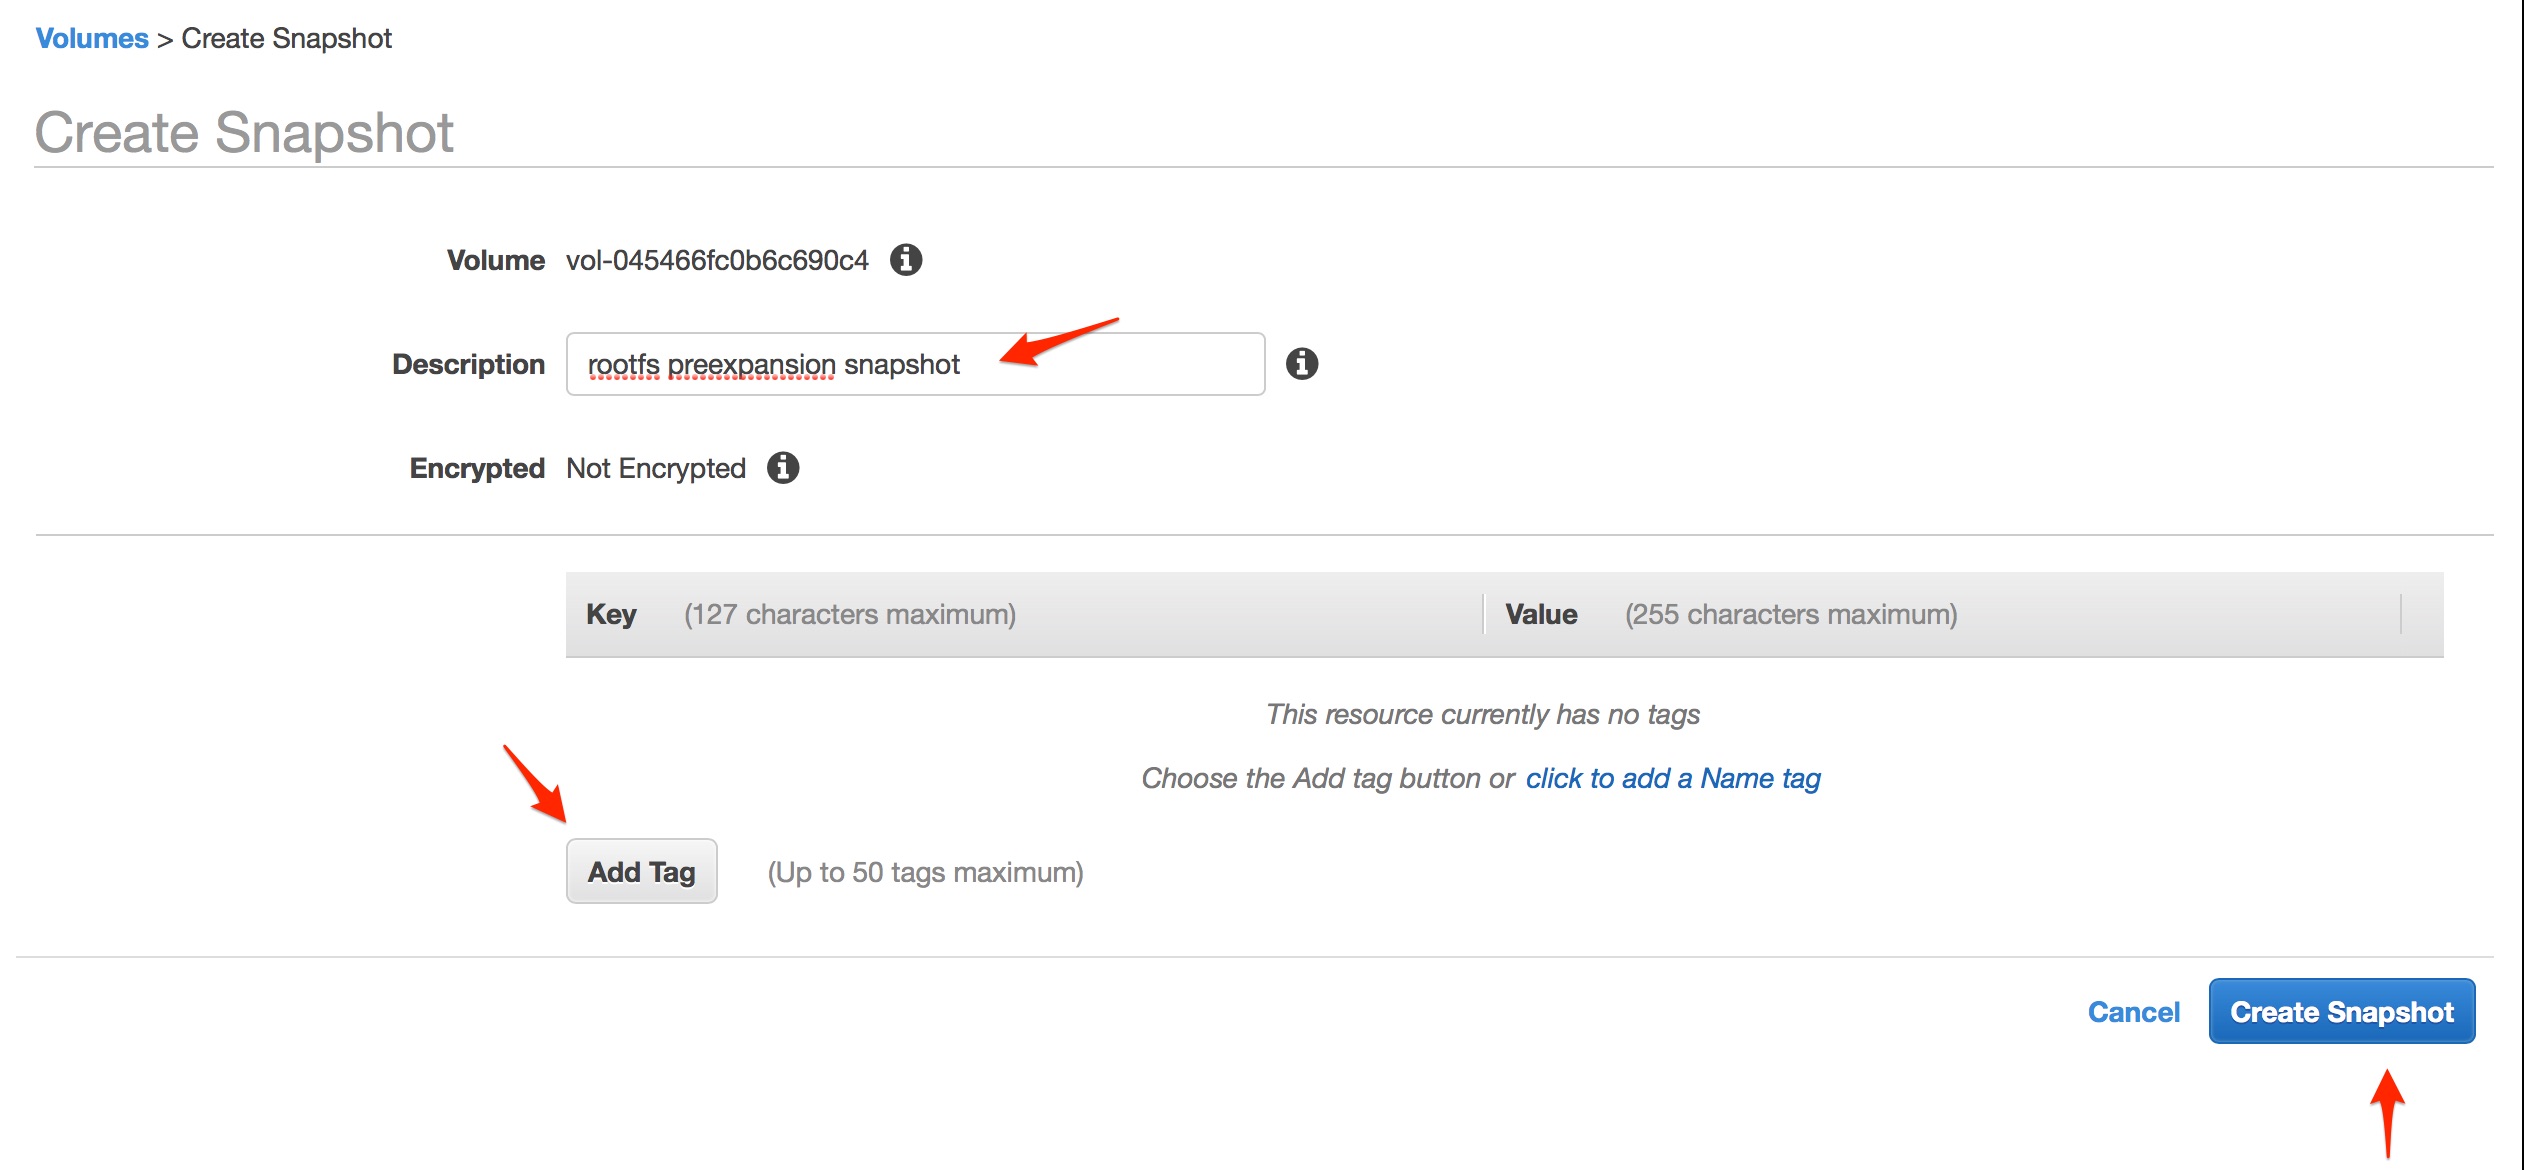 Volumes > Create Snapshot
Create Snapshot
Volume vol-045466fc0b6c690c4
Description rootfs preexpansion snapshot
Encrypted Not Encrypted
Key (127 characters maximum) Value (255 characters maximum)
This resource currently has no tags
Choose the Add tag button or click to add a Name tag
Add Tag (Up to 50 tags maximum)
Cancel Create Snapshot